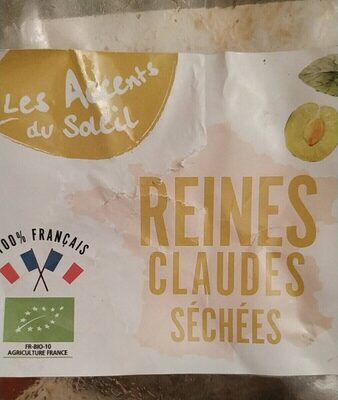 Les Accents
du Soleil
100% FRANÇAIS
REINES
CLAUDES
SÉCHÉES
FR-BIO-10
AGRICULTURE FRANCE